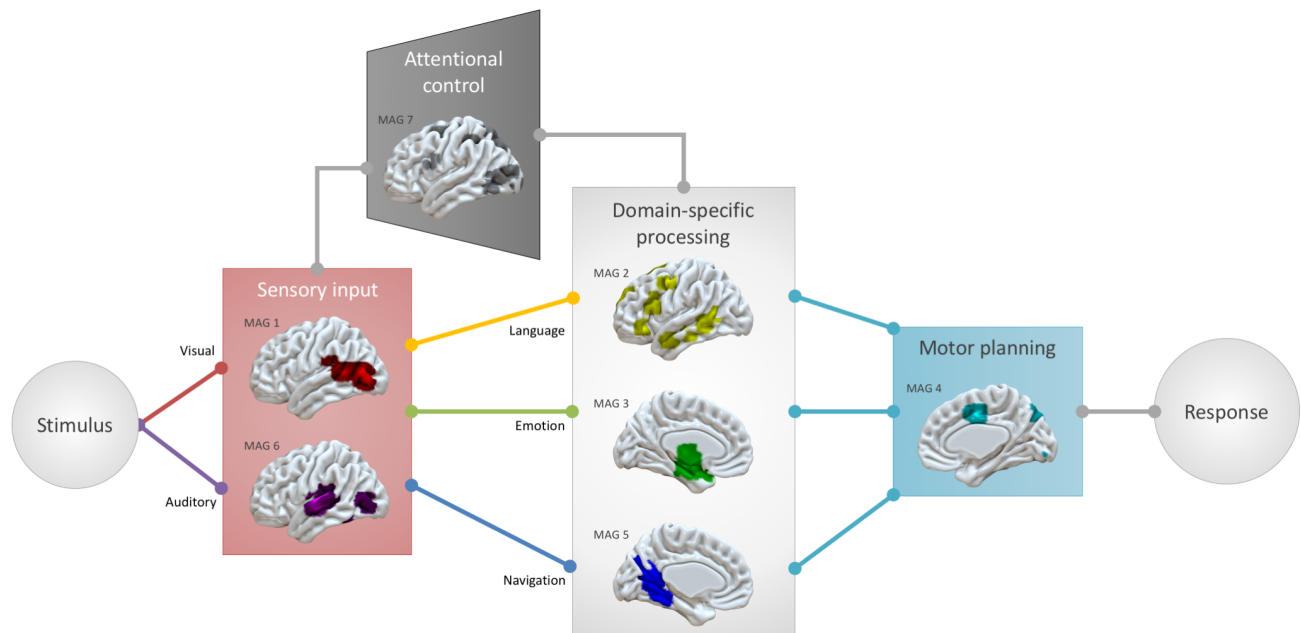 Attentional
control
MAG 7
Domain-specific
processing
MAG 2
Sensory input
MAG 1
Language
Visual
Motor planning
MAG 4
MAG 3
Stimulus
Emotion
Response
MAG 6
Auditory
MAG 5
Navigation